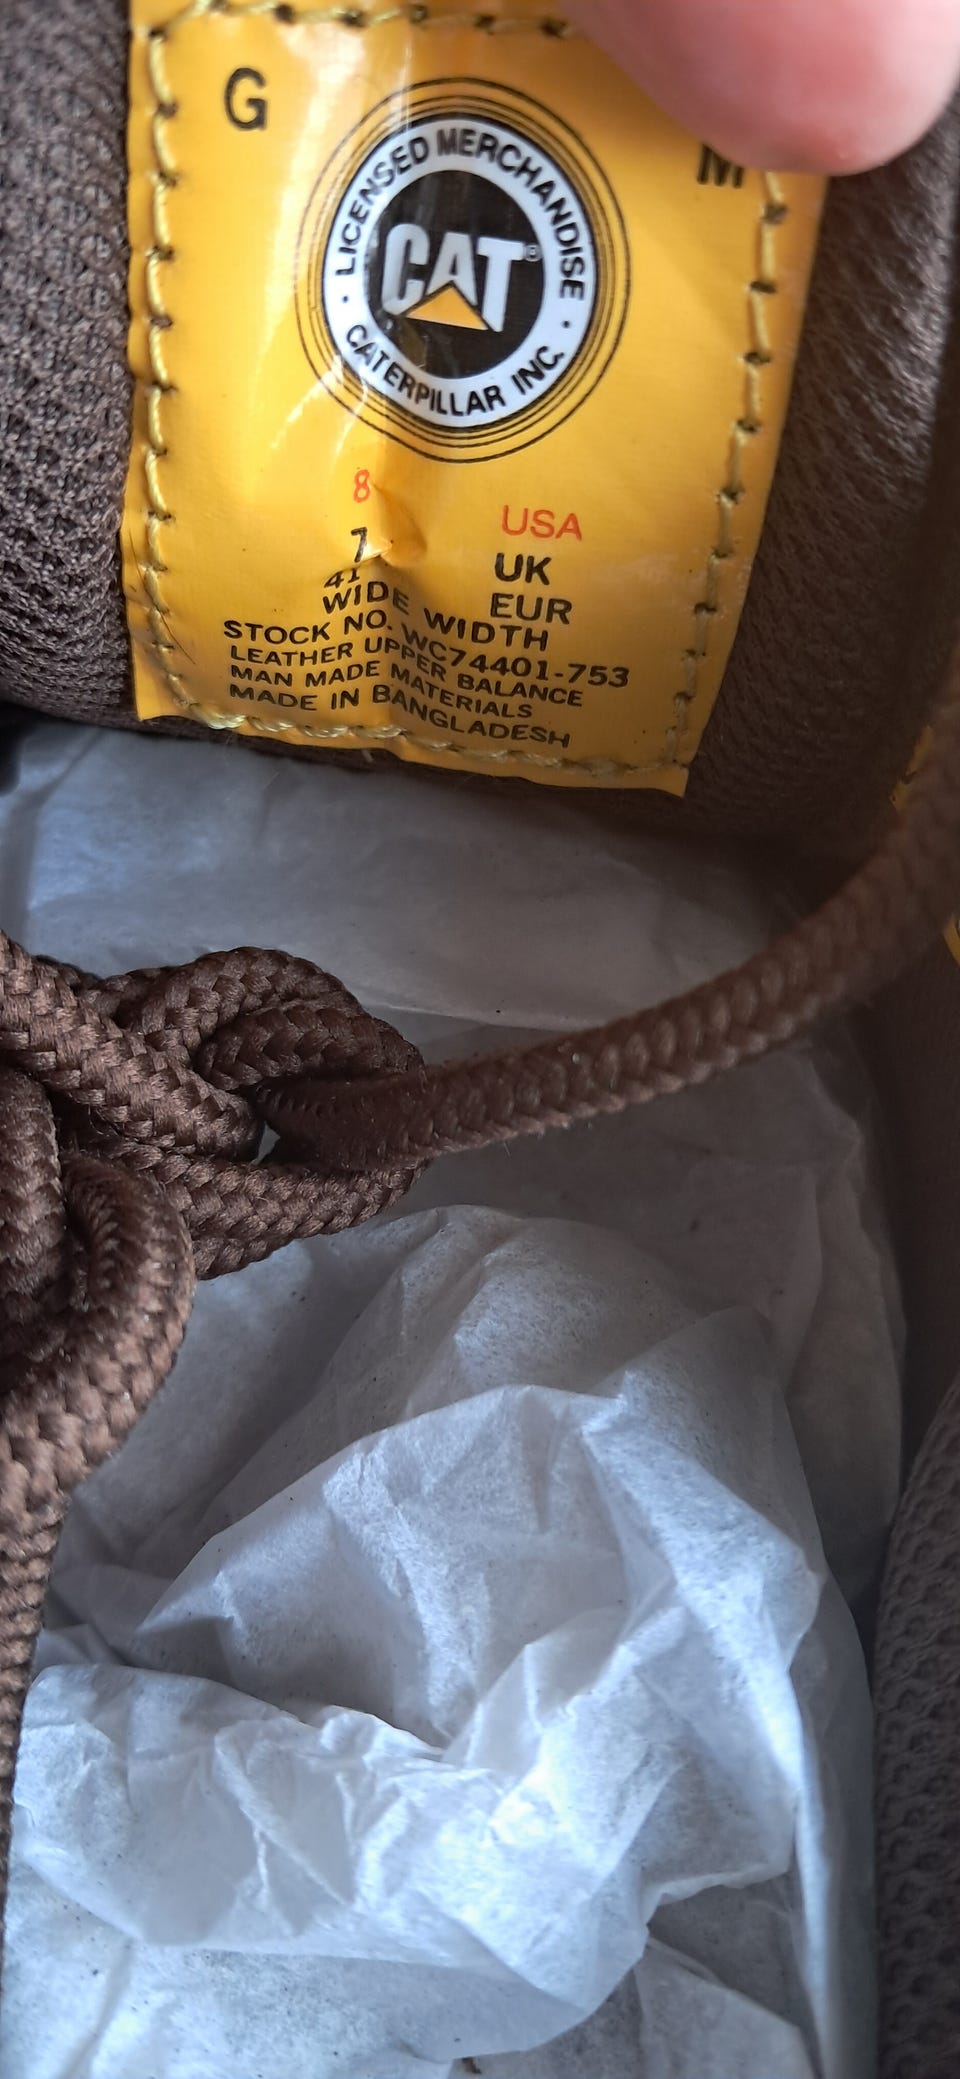 G
M
LICENSED MERCHANDISE
CAT®
· CATERPILLAR INC. ·
8 USA
7 UK
41 EUR
WIDE WIDTH
STOCK NO. WC74401-753
LEATHER UPPER BALANCE
MAN MADE MATERIALS
MADE IN BANGLADESH